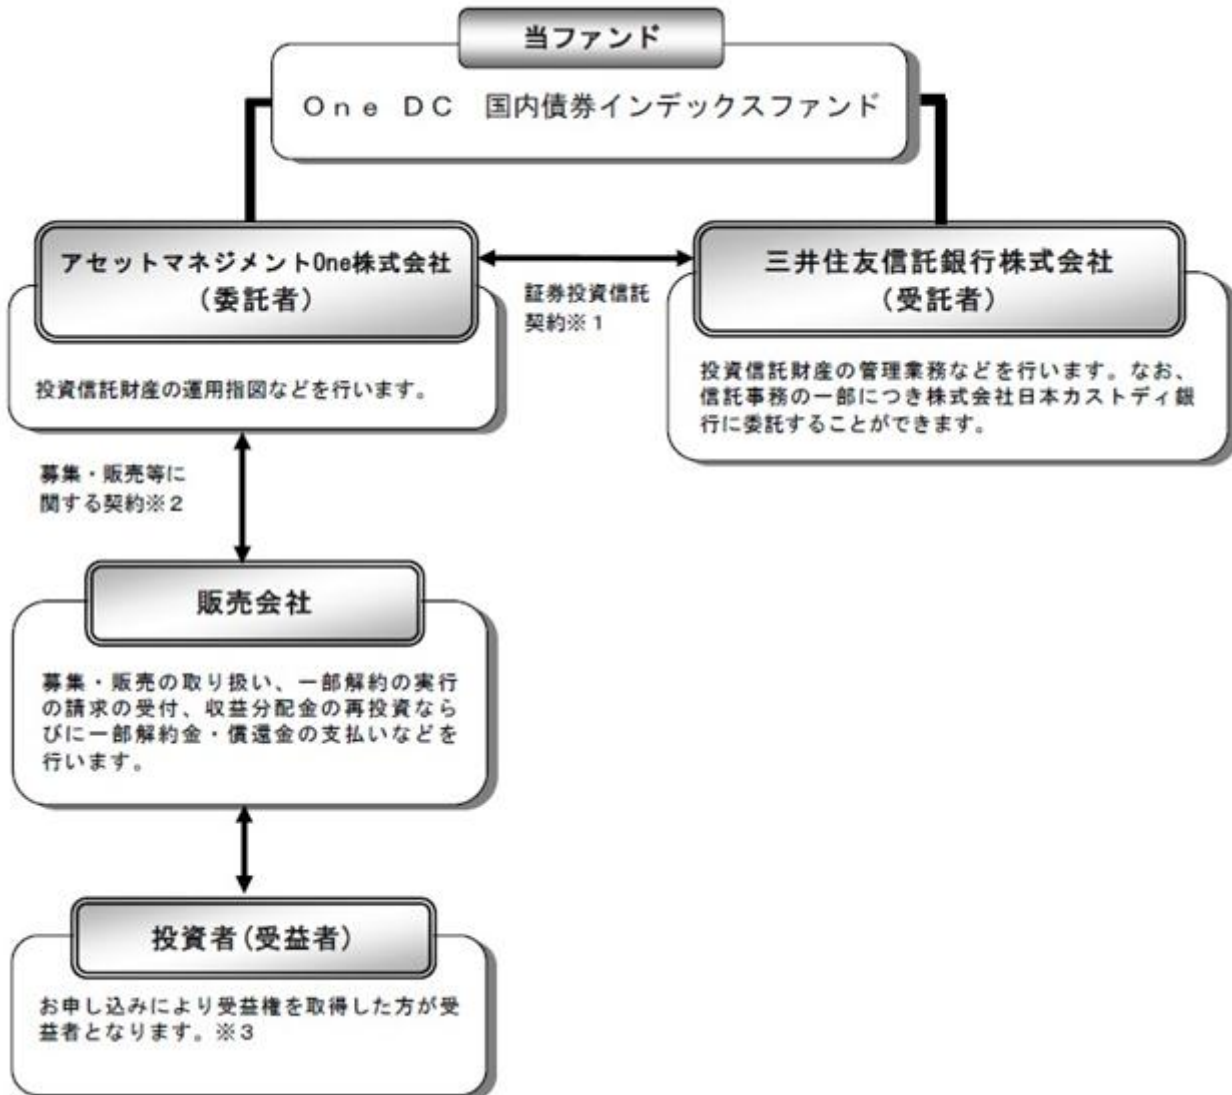 当ファンド
One DC 国内債券インデックスファンド
アセットマネジメントOne株式会社
(委託者)
投資信託財産の運用指図などを行います。
証券投資信託
契約※1
三井住友信託銀行株式会社
(受託者)
投資信託財産の管理業務などを行います。なお、
信託事務の一部につき株式会社日本カストディ銀
行に委託することができます。
募集・販売等に
関する契約※2
販売会社
募集・販売の取り扱い、一部解約の実行
の請求の受付、収益分配金の再投資なら
びに一部解約金・償還金の支払いなどを
行います。
投資者(受益者)
お申し込みにより受益権を取得した方が受
益者となります。※3